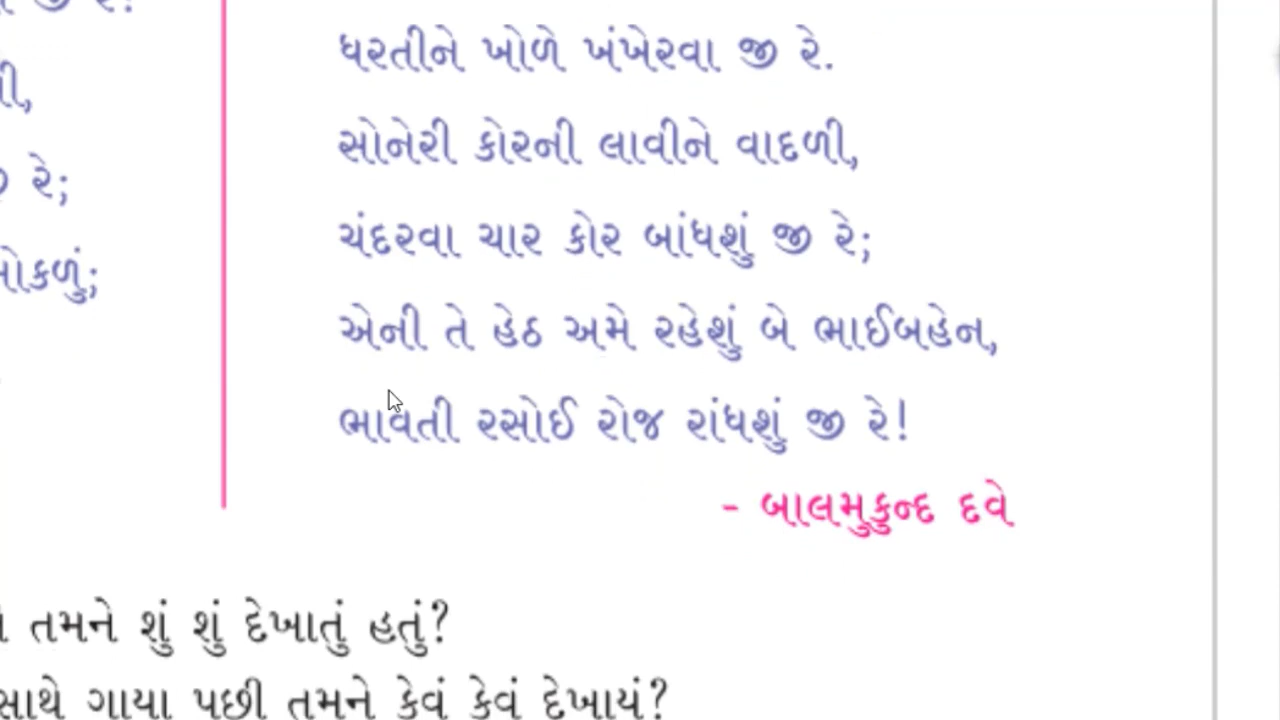 રે;
ધરતીને ખોળે ખંખેરવા જી રે.
સોનેરી કોરની લાવીને વાદળી,
ચંદરવા ચાર કોર બાંધશું જી રે;
એની તે હેઠ અમે રહેશું બે ભાઈબહેન,
ભાવતી રસોઈ રોજ રાંધશું જી રે!
- બાલમુકુન્દ દવે
તમને શું શું દેખાતું હતું?
સાથે ગાયા પછી તમને કેવું કેવું દેખાયું?